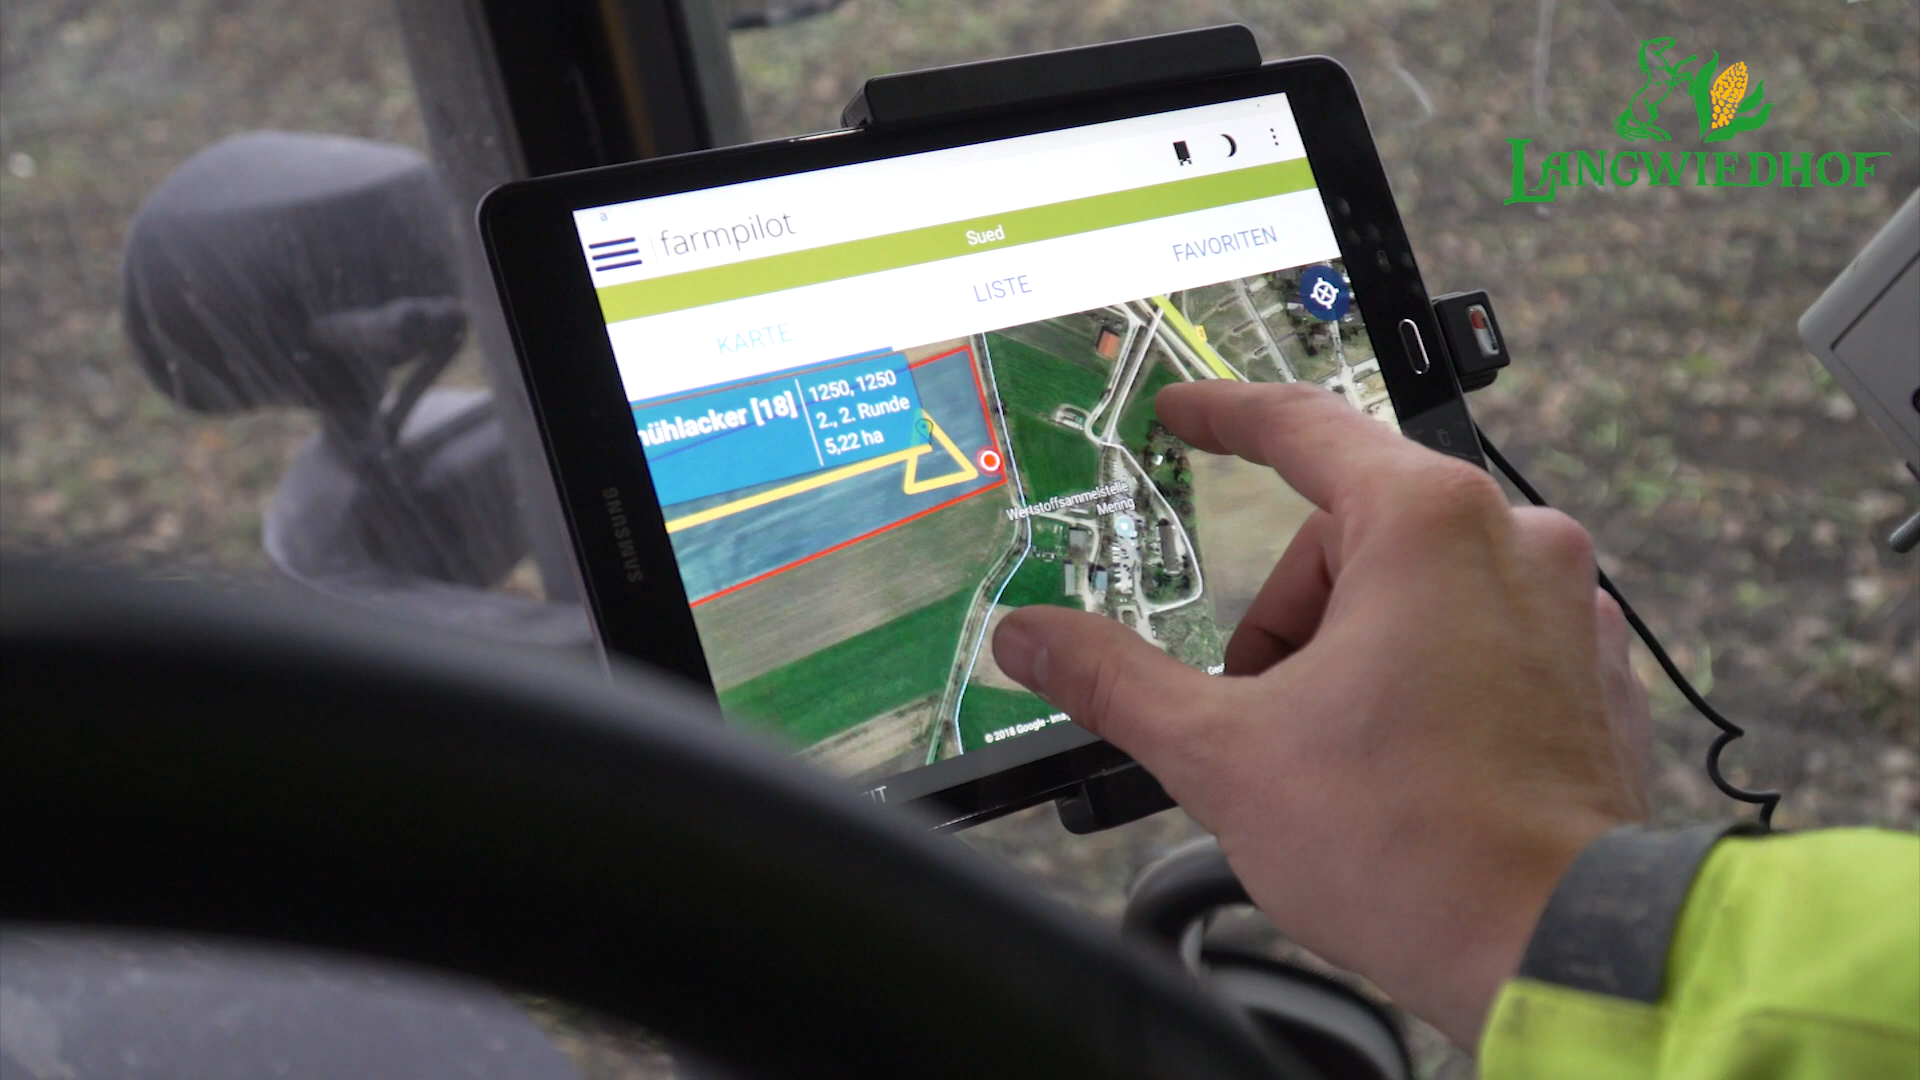 LANGWIEDHOF
farmpilot
Sued
KARTE
LISTE
FAVORITEN
ühlacker [18]
1250, 1250
2., 2. Runde
5,22 ha
Wertstoffsammelstelle
Mering
© 2018 Google - Imag
SAMSUNG